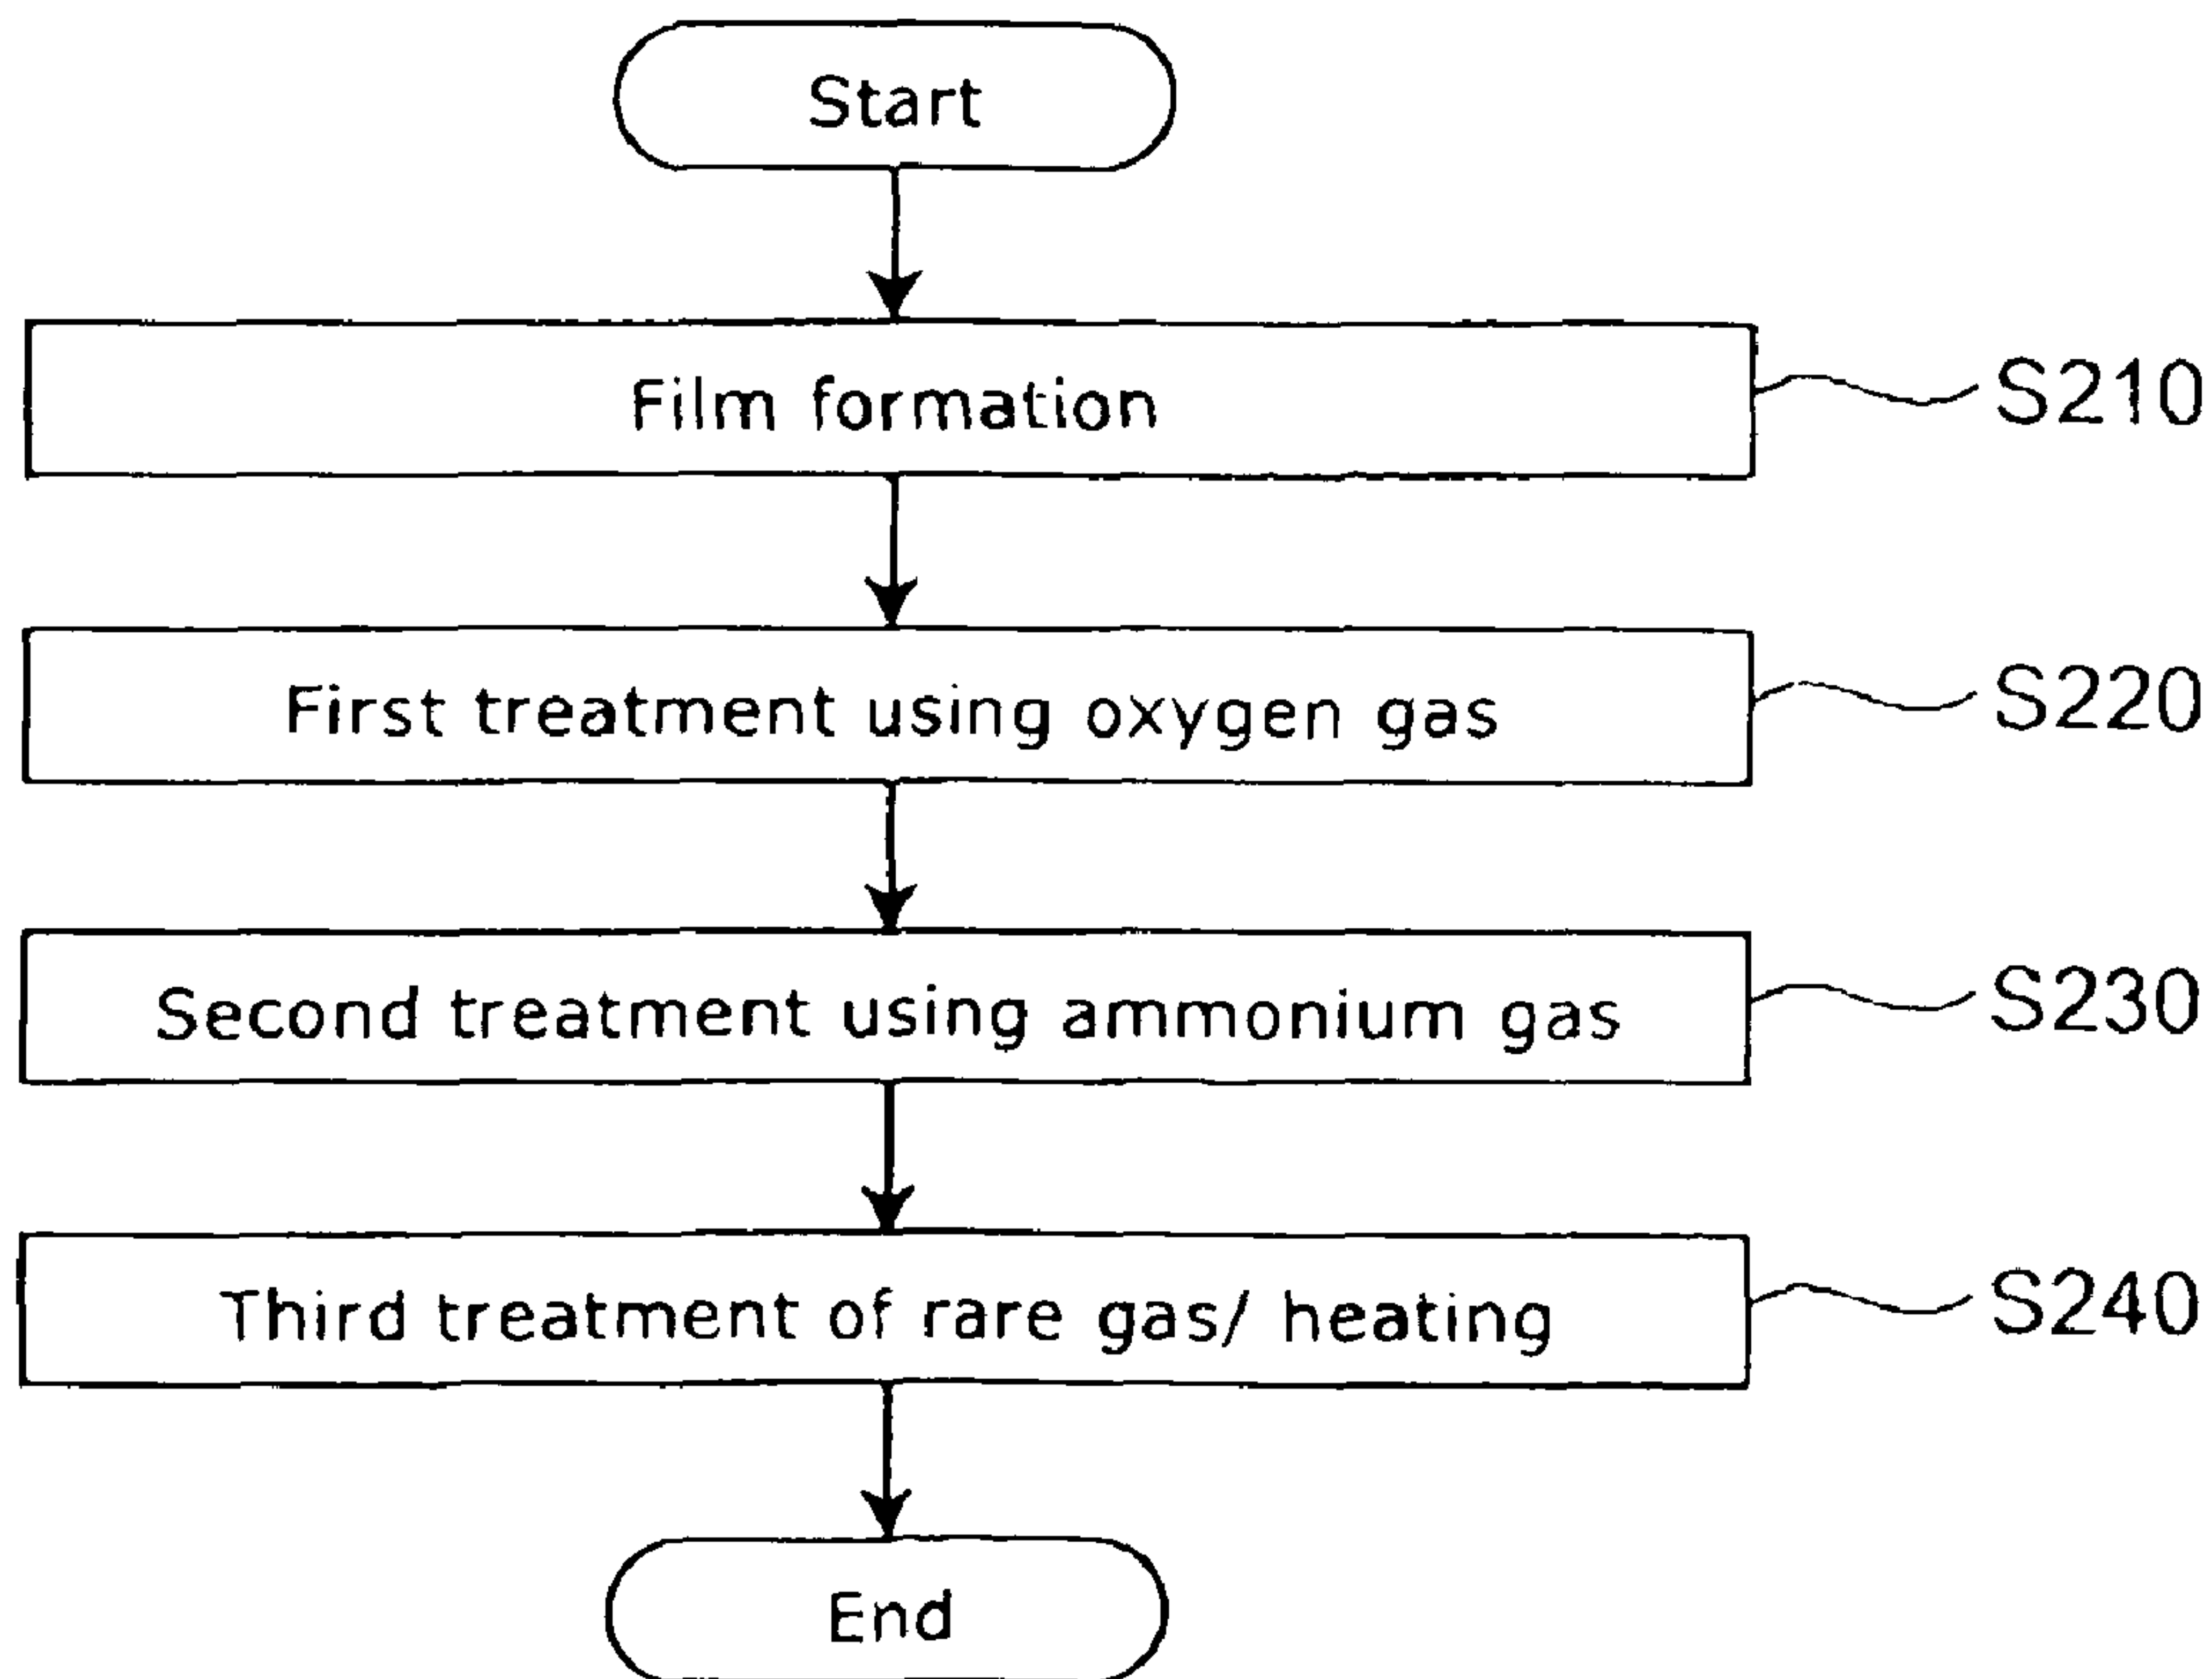 Start
Film formation
S210
First treatment using oxygen gas
S220
Second treatment using ammonium gas
S230
Third treatment of rare gas/ heating
S240
End